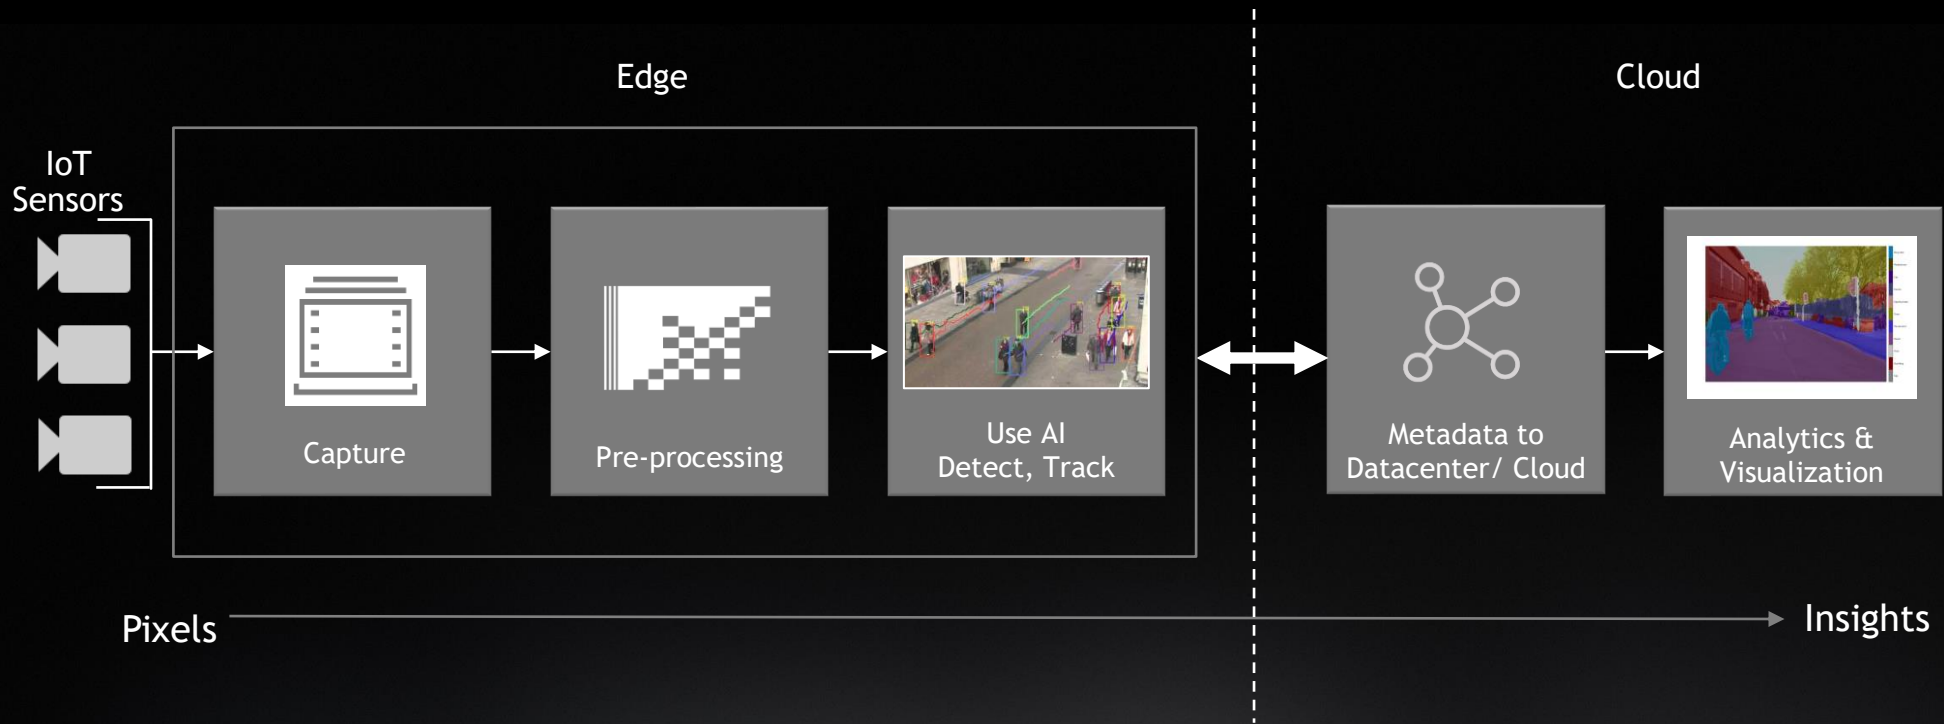 Edge
Cloud
IoT
Sensors
Capture
Pre-processing
Use AI
Detect, Track
Metadata to
Datacenter/ Cloud
Analytics &
Visualization
Pixels
Insights